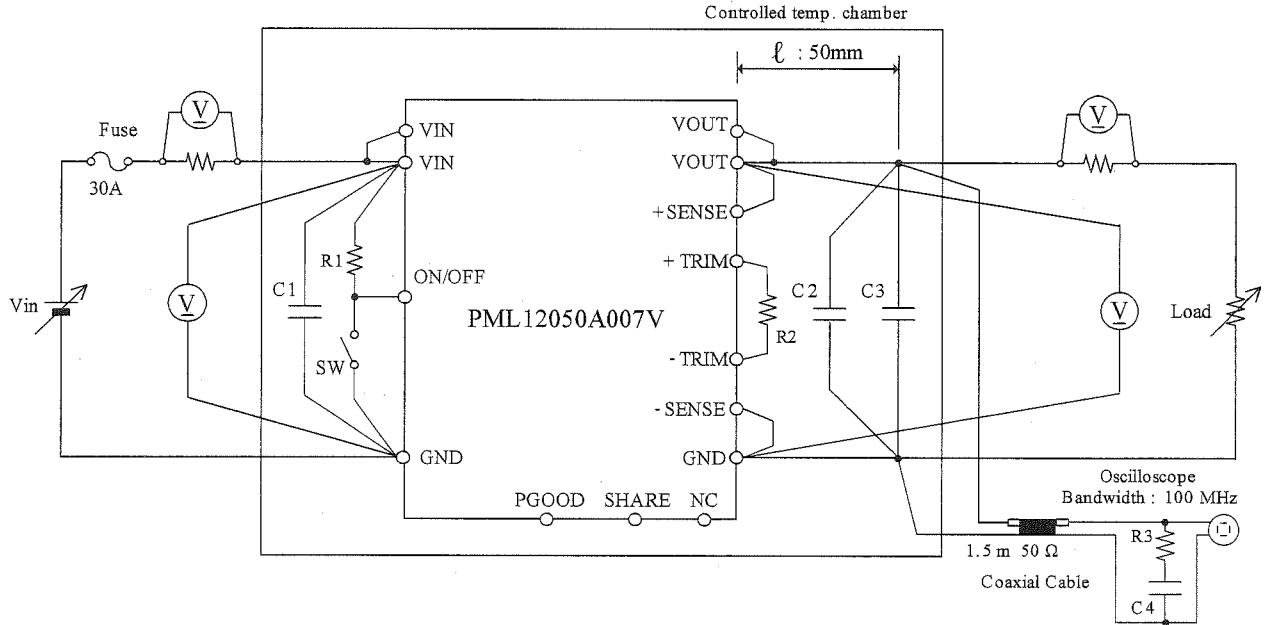 Controlled temp. chamber
ℓ : 50mm
V
V
Fuse
30A
VIN
VIN
VOUT
VOUT
+SENSE
+ TRIM
R1
ON/OFF
C1
C2
C3
R2
Vin
V
PML12050A007V
V
Load
SW
- TRIM
- SENSE
GND
GND
PGOOD
SHARE
NC
Oscilloscope
Bandwidth : 100 MHz
R3
1.5 m 50 Ω
Coaxial Cable
C4